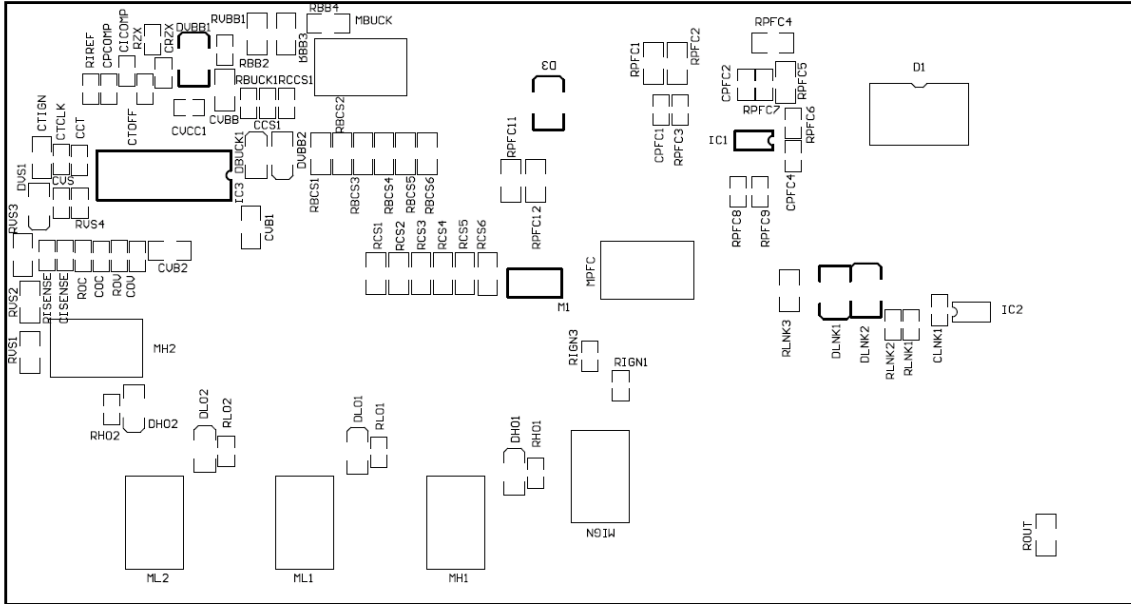 RBB4
RVBB1
MBUCK
DVBB1
CRZX
RZX
CICOMP
CPCOMP
RIREF
RBB2
RBB3
RPFC4
RPFC1
RPFC2
D3
CPFC2
RPFC5
D1
RBUCK1
RCCS1
RBCS2
RPFC7
CVBB
CCS1
CVCC1
CTOFF
CTIGN
CTCLK
CCT
RPFC6
CPFC1
RPFC3
IC1
RPFC11
DBUCK1
DVBB2
CPFC4
DVS1
CVS
IC3
RBCS1
RBCS3
RBCS4
RBCS5
RBCS6
RVS4
RVS3
CVB1
RPFC12
RPFC8
RPFC9
RCS1
RCS2
RCS3
RCS4
RCS5
RCS6
CVB2
MPFC
RISENSE
CISENSE
ROC
COC
ROV
COV
RVS2
M1
IC2
RLNK3
DLNK1
DLNK2
RLNK2
RLNK1
CLNK1
RVS1
MH2
RIGN3
RIGN1
DLO2
RLO2
DLO1
RLO1
RHO2
DHO2
DHO1
RHO1
MIGN
ROUT
ML2
ML1
MH1